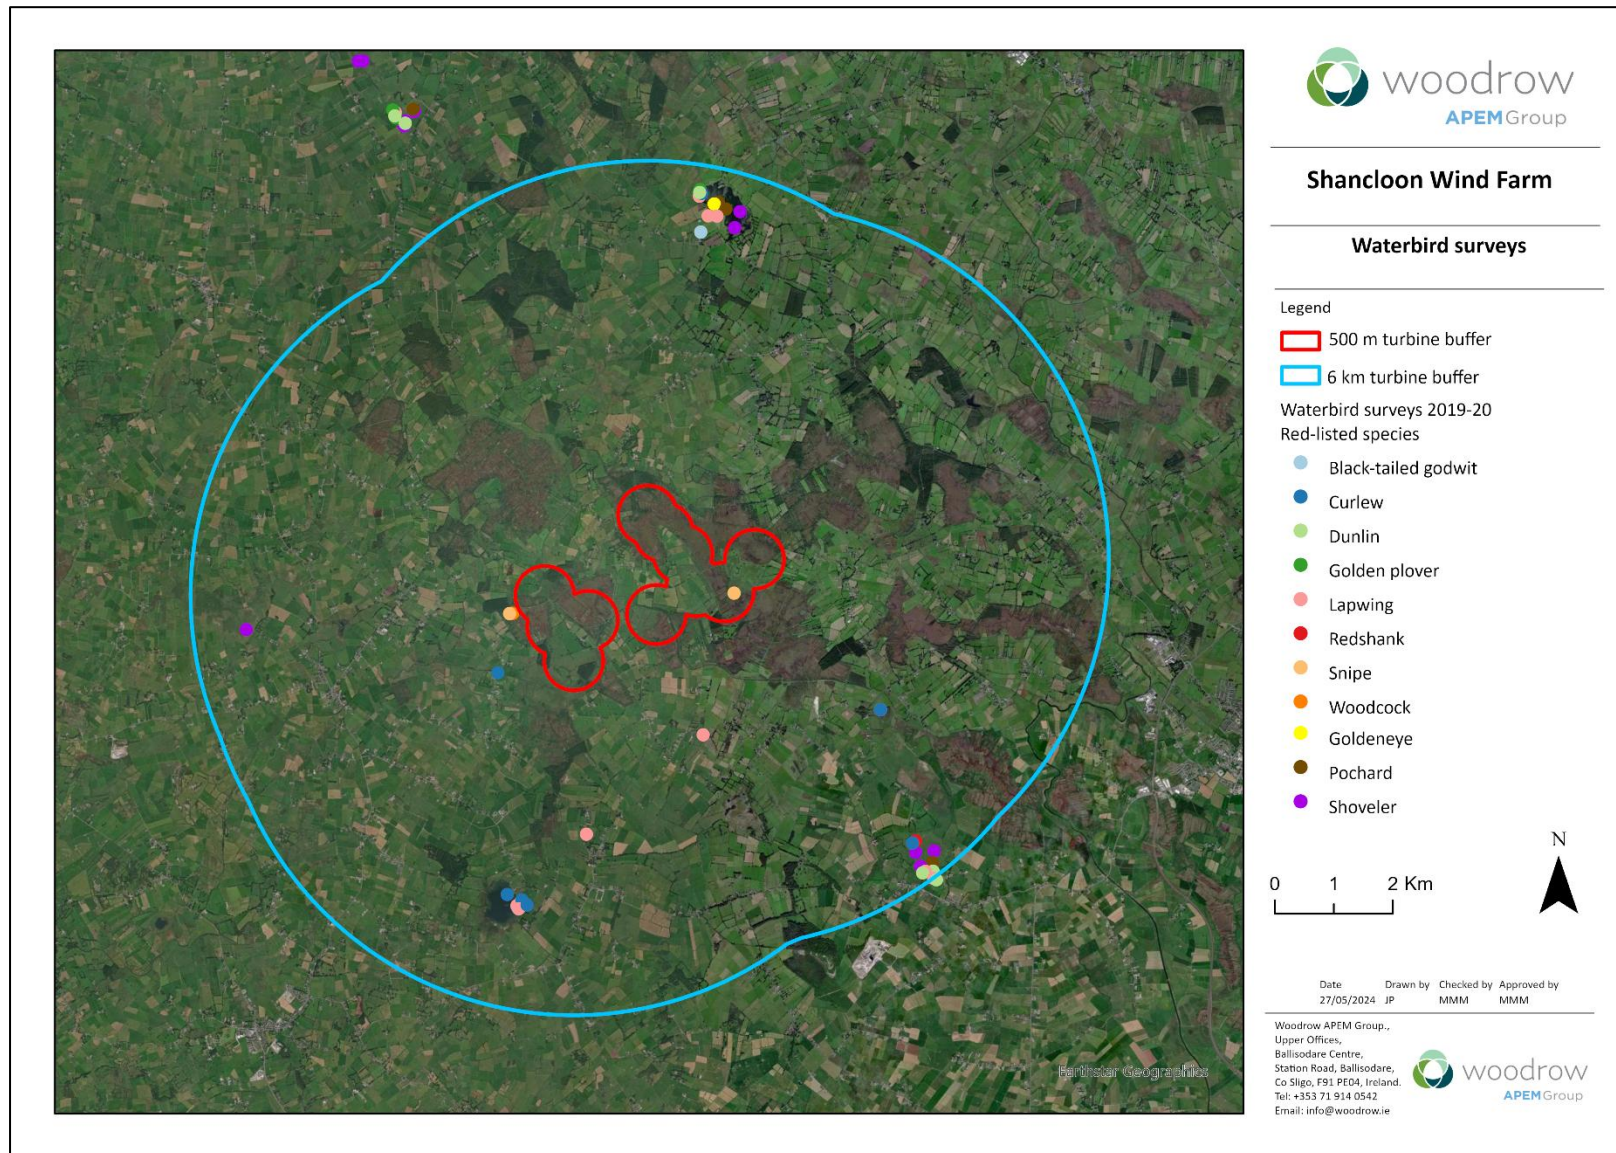 woodrow
APEMGroup
Shancloon Wind Farm
Waterbird surveys
Legend
500 m turbine buffer
6 km turbine buffer
Waterbird surveys 2019-20
Red-listed species
Black-tailed godwit
Curlew
Dunlin
Golden plover
Lapwing
Redshank
Snipe
Woodcock
Goldeneye
Pochard
Shoveler
N
0 1 2 Km
Date Drawn by Checked by Approved by
27/05/2024 JP MMM MMM
Woodrow APEM Group.,
Upper Offices,
Ballisodare Centre,
Station Road, Ballisodare,
Co Sligo, F91 PE04, Ireland.
Tel: +353 71 914 0542
Email: info@woodrow.ie
woodrow
APEMGroup
Earthstar Geographics